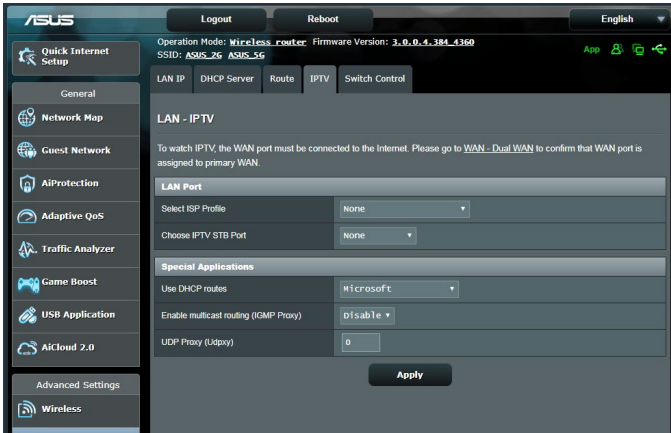 ASUS
Logout
Reboot
English
Quick Internet
Setup
Operation Mode: Wireless router Firmware Version: 3.0.0.4.384_4360
SSID: ASUS_2G ASUS_5G
App
LAN IP
DHCP Server
Route
IPTV
Switch Control
General
Network Map
Guest Network
AiProtection
Adaptive QoS
Traffic Analyzer
Game Boost
USB Application
AiCloud 2.0
Advanced Settings
Wireless
LAN - IPTV
To watch IPTV, the WAN port must be connected to the Internet. Please go to WAN - Dual WAN to confirm that WAN port is
assigned to primary WAN.
LAN Port
Select ISP Profile None
Choose IPTV STB Port None
Special Applications
Use DHCP routes Microsoft
Enable multicast routing (IGMP Proxy) Disable
UDP Proxy (Udpxy) 0
Apply